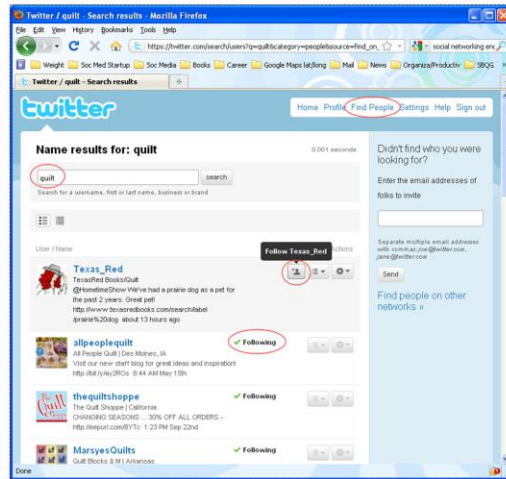 Twitter / quilt - Search results - Mozilla Firefox
File Edit View History Bookmarks Tools Help
https://twitter.com/search/users?q=quilt&category=people&source=find_on_
social networking
Weight Soc Med Startup Soc Media Books Career Google Maps lat/long Mail News Organiza/Productiv SBQG
Twitter / quilt - Search results
twitter
Home Profile Find People Settings Help Sign out
Name results for: quilt
0.001 seconds
quilt
search
Search for a username, first or last name, business or brand
User / Name
Follow Texas_Red
Texas_Red
TexasRed Books/Quilt
@HometimeShow We've had a prairie dog as a pet for
the past 2 years. Great pet!
http://www.texasredbooks.com/search/label
/prairie%20dog about 13 hours ago
allpeoplequilt
Following
All People Quilt | Des Moines, IA
Visit our new staff blog for great ideas and inspiration!
8:44 AM May 15th
thequiltshoppe
Following
The Quilt Shoppe | California
CHANGING SEASONS ... 30% OFF ALL ORDERS -
http://eepurl.com/BYTc 1:23 PM Sep 22nd
MarsyesQuilts
Following
Quilt Blocks & M | Arkansas
Didn't find who you were
looking for?
Enter the email addresses of
folks to invite
Separate multiple email addresses
with commas: joe@twitter.com,
jane@twitter.com
Send
Find people on other
networks »
Done